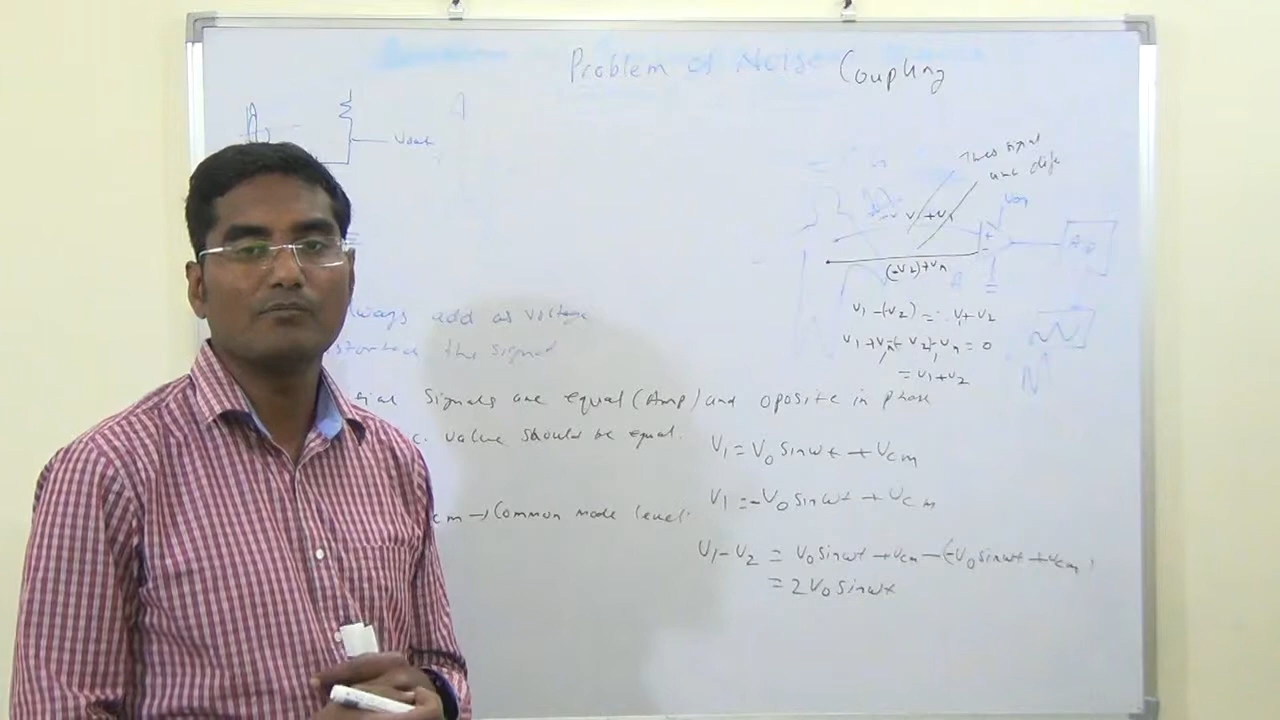 Problem of Noise Coupling
Vout
These signal
are diffe
V1 + Vn
(-V2)+Vn
V1-(-V2) = V1+V2
V1+Vn+V2-Vn = 0
= V1+V2
lways add as voltage
the signal
Signals are equal (Amp) and oposite in phase
c. value should be equal.
V1 = V0 sinωt + Vcm
V1 = -V0 sinωt + Vcm
cm → Common mode level.
V1-V2 = V0 sinωt + Vcm - (-V0 sinωt + Vcm)
= 2V0 sinωt